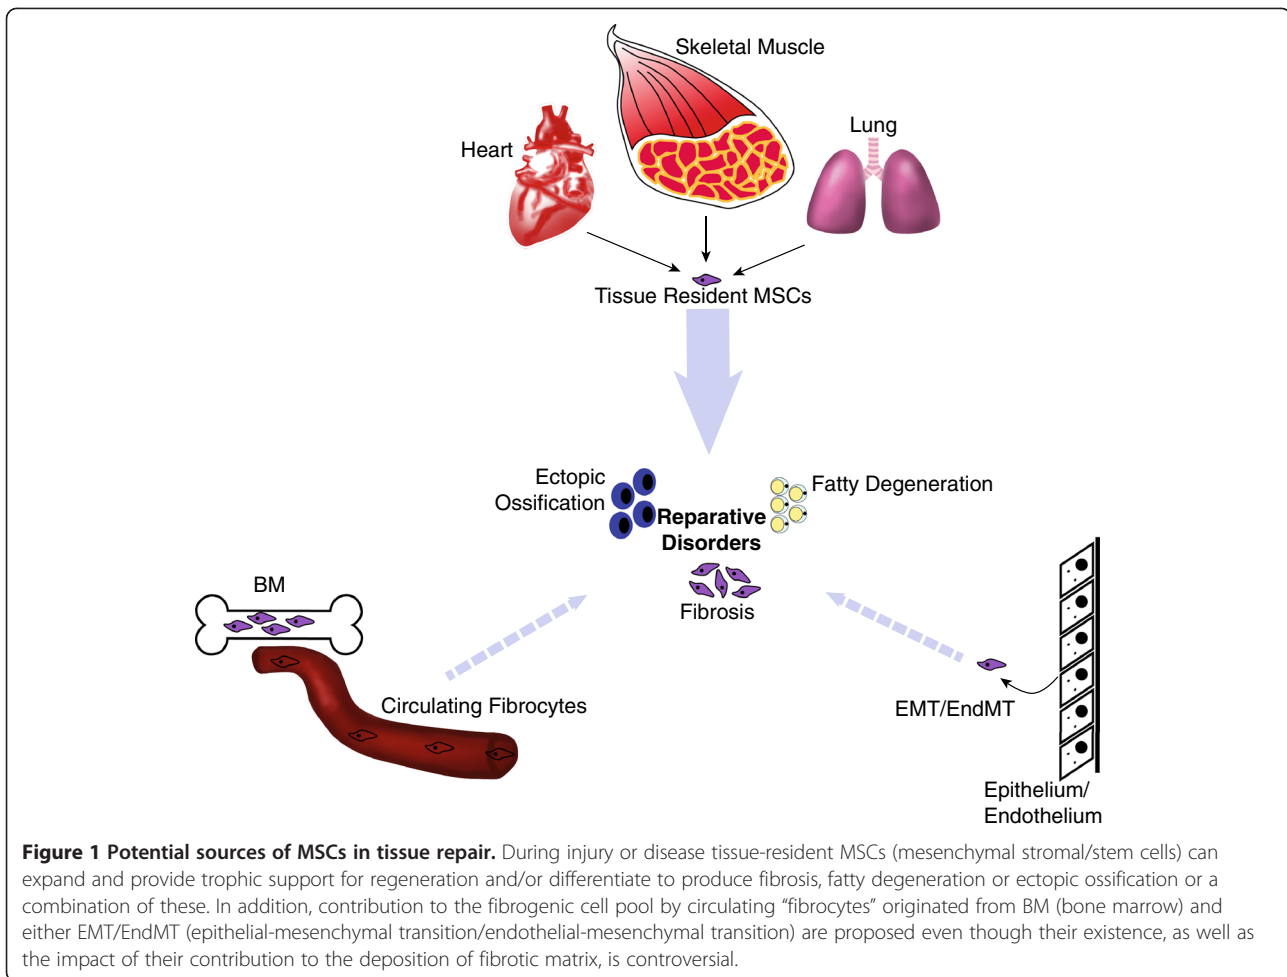 Skeletal Muscle
Heart
Lung
Tissue Resident MSCs
Ectopic
Ossification
Fatty Degeneration
Reparative
Disorders
Fibrosis
BM
Circulating Fibrocytes
EMT/EndMT
Epithelium/
Endothelium
Figure 1 Potential sources of MSCs in tissue repair. During injury or disease tissue-resident MSCs (mesenchymal stromal/stem cells) can
expand and provide trophic support for regeneration and/or differentiate to produce fibrosis, fatty degeneration or ectopic ossification or a
combination of these. In addition, contribution to the fibrogenic cell pool by circulating “fibrocytes” originated from BM (bone marrow) and
either EMT/EndMT (epithelial-mesenchymal transition/endothelial-mesenchymal transition) are proposed even though their existence, as well as
the impact of their contribution to the deposition of fibrotic matrix, is controversial.